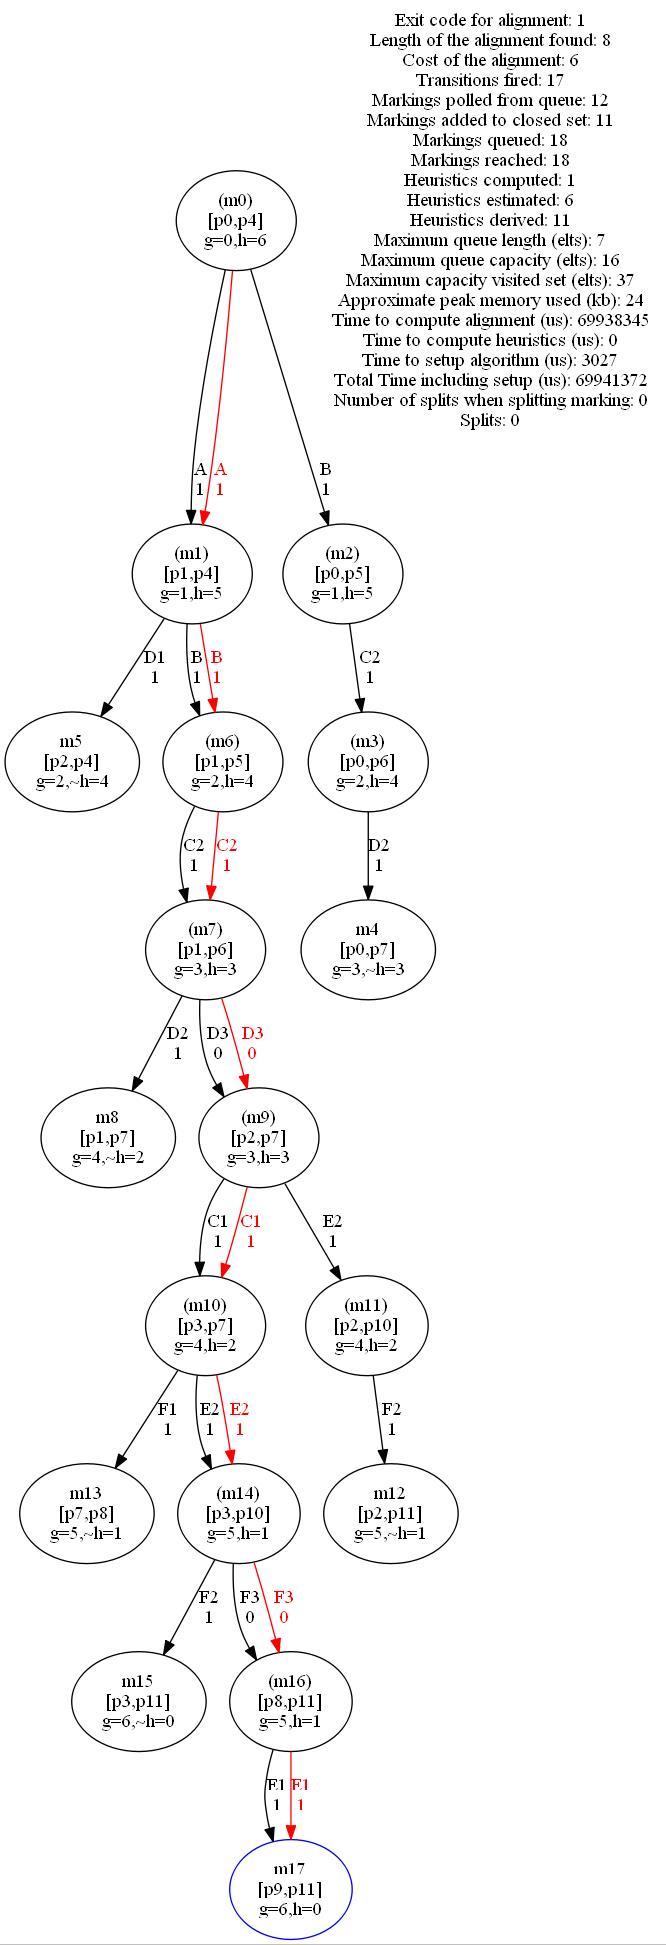 Exit code for alignment: 1
Length of the alignment found: 8
Cost of the alignment: 6
Transitions fired: 17
Markings polled from queue: 12
Markings added to closed set: 11
Markings queued: 18
Markings reached: 18
Heuristics computed: 1
Heuristics estimated: 6
Heuristics derived: 11
Maximum queue length (elts): 7
Maximum queue capacity (elts): 16
Maximum capacity visited set (elts): 37
Approximate peak memory used (kb): 24
Time to compute alignment (us): 69938345
Time to compute heuristics (us): 0
Time to setup algorithm (us): 3027
Total Time including setup (us): 69941372
Number of splits when splitting marking: 0
Splits: 0
(m0)
[p0,p4]
g=0,h=6
A
1
A
1
B
1
(m1)
[p1,p4]
g=1,h=5
(m2)
[p0,p5]
g=1,h=5
D1
1
B
1
B
1
C2
1
m5
[p2,p4]
g=2,~h=4
(m6)
[p1,p5]
g=2,h=4
(m3)
[p0,p6]
g=2,h=4
C2
1
C2
1
D2
1
(m7)
[p1,p6]
g=3,h=3
m4
[p0,p7]
g=3,~h=3
D2
1
D3
0
D3
0
m8
[p1,p7]
g=4,~h=2
(m9)
[p2,p7]
g=3,h=3
C1
1
C1
1
E2
1
(m10)
[p3,p7]
g=4,h=2
(m11)
[p2,p10]
g=4,h=2
F1
1
E2
1
E2
1
F2
1
m13
[p7,p8]
g=5,~h=1
(m14)
[p3,p10]
g=5,h=1
m12
[p2,p11]
g=5,~h=1
F2
1
F3
0
F3
0
m15
[p3,p11]
g=6,~h=0
(m16)
[p8,p11]
g=5,h=1
E1
1
E1
1
m17
[p9,p11]
g=6,h=0